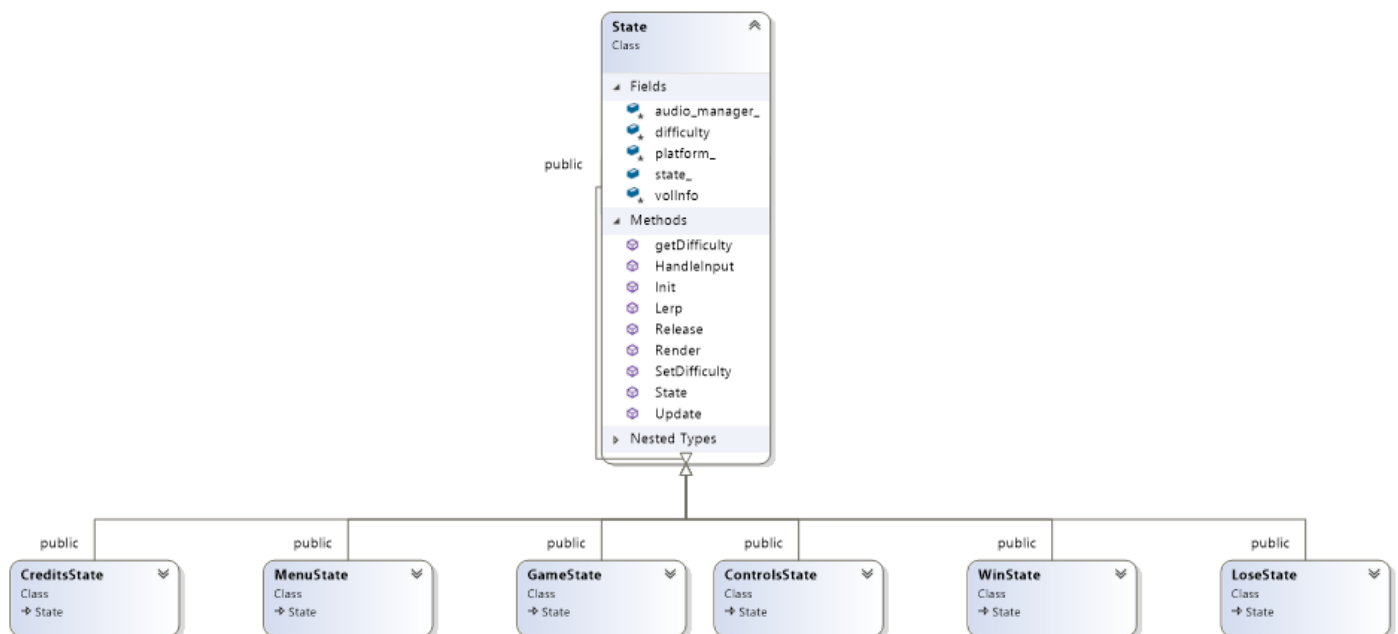 State
Class
Fields
audio_manager_
difficulty
platform_
public
state_
volInfo
Methods
getDifficulty
HandleInput
Init
Lerp
Release
Render
SetDifficulty
State
Update
Nested Types
public public public public public public
CreditsState MenuState GameState ControlsState WinState LoseState
Class Class Class Class Class Class
State State State State State State